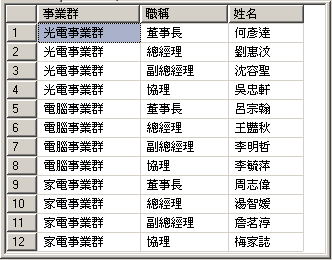 事業群 職稱 姓名
1 光電事業群 董事長 何彥達
2 光電事業群 總經理 劉惠汶
3 光電事業群 副總經理 沈容聖
4 光電事業群 協理 吳忠軒
5 電腦事業群 董事長 呂宗翰
6 電腦事業群 總經理 王豔秋
7 電腦事業群 副總經理 李明哲
8 電腦事業群 協理 李毓萍
9 家電事業群 董事長 周志偉
10 家電事業群 總經理 湯智媛
11 家電事業群 副總經理 詹茗淳
12 家電事業群 協理 梅家誌